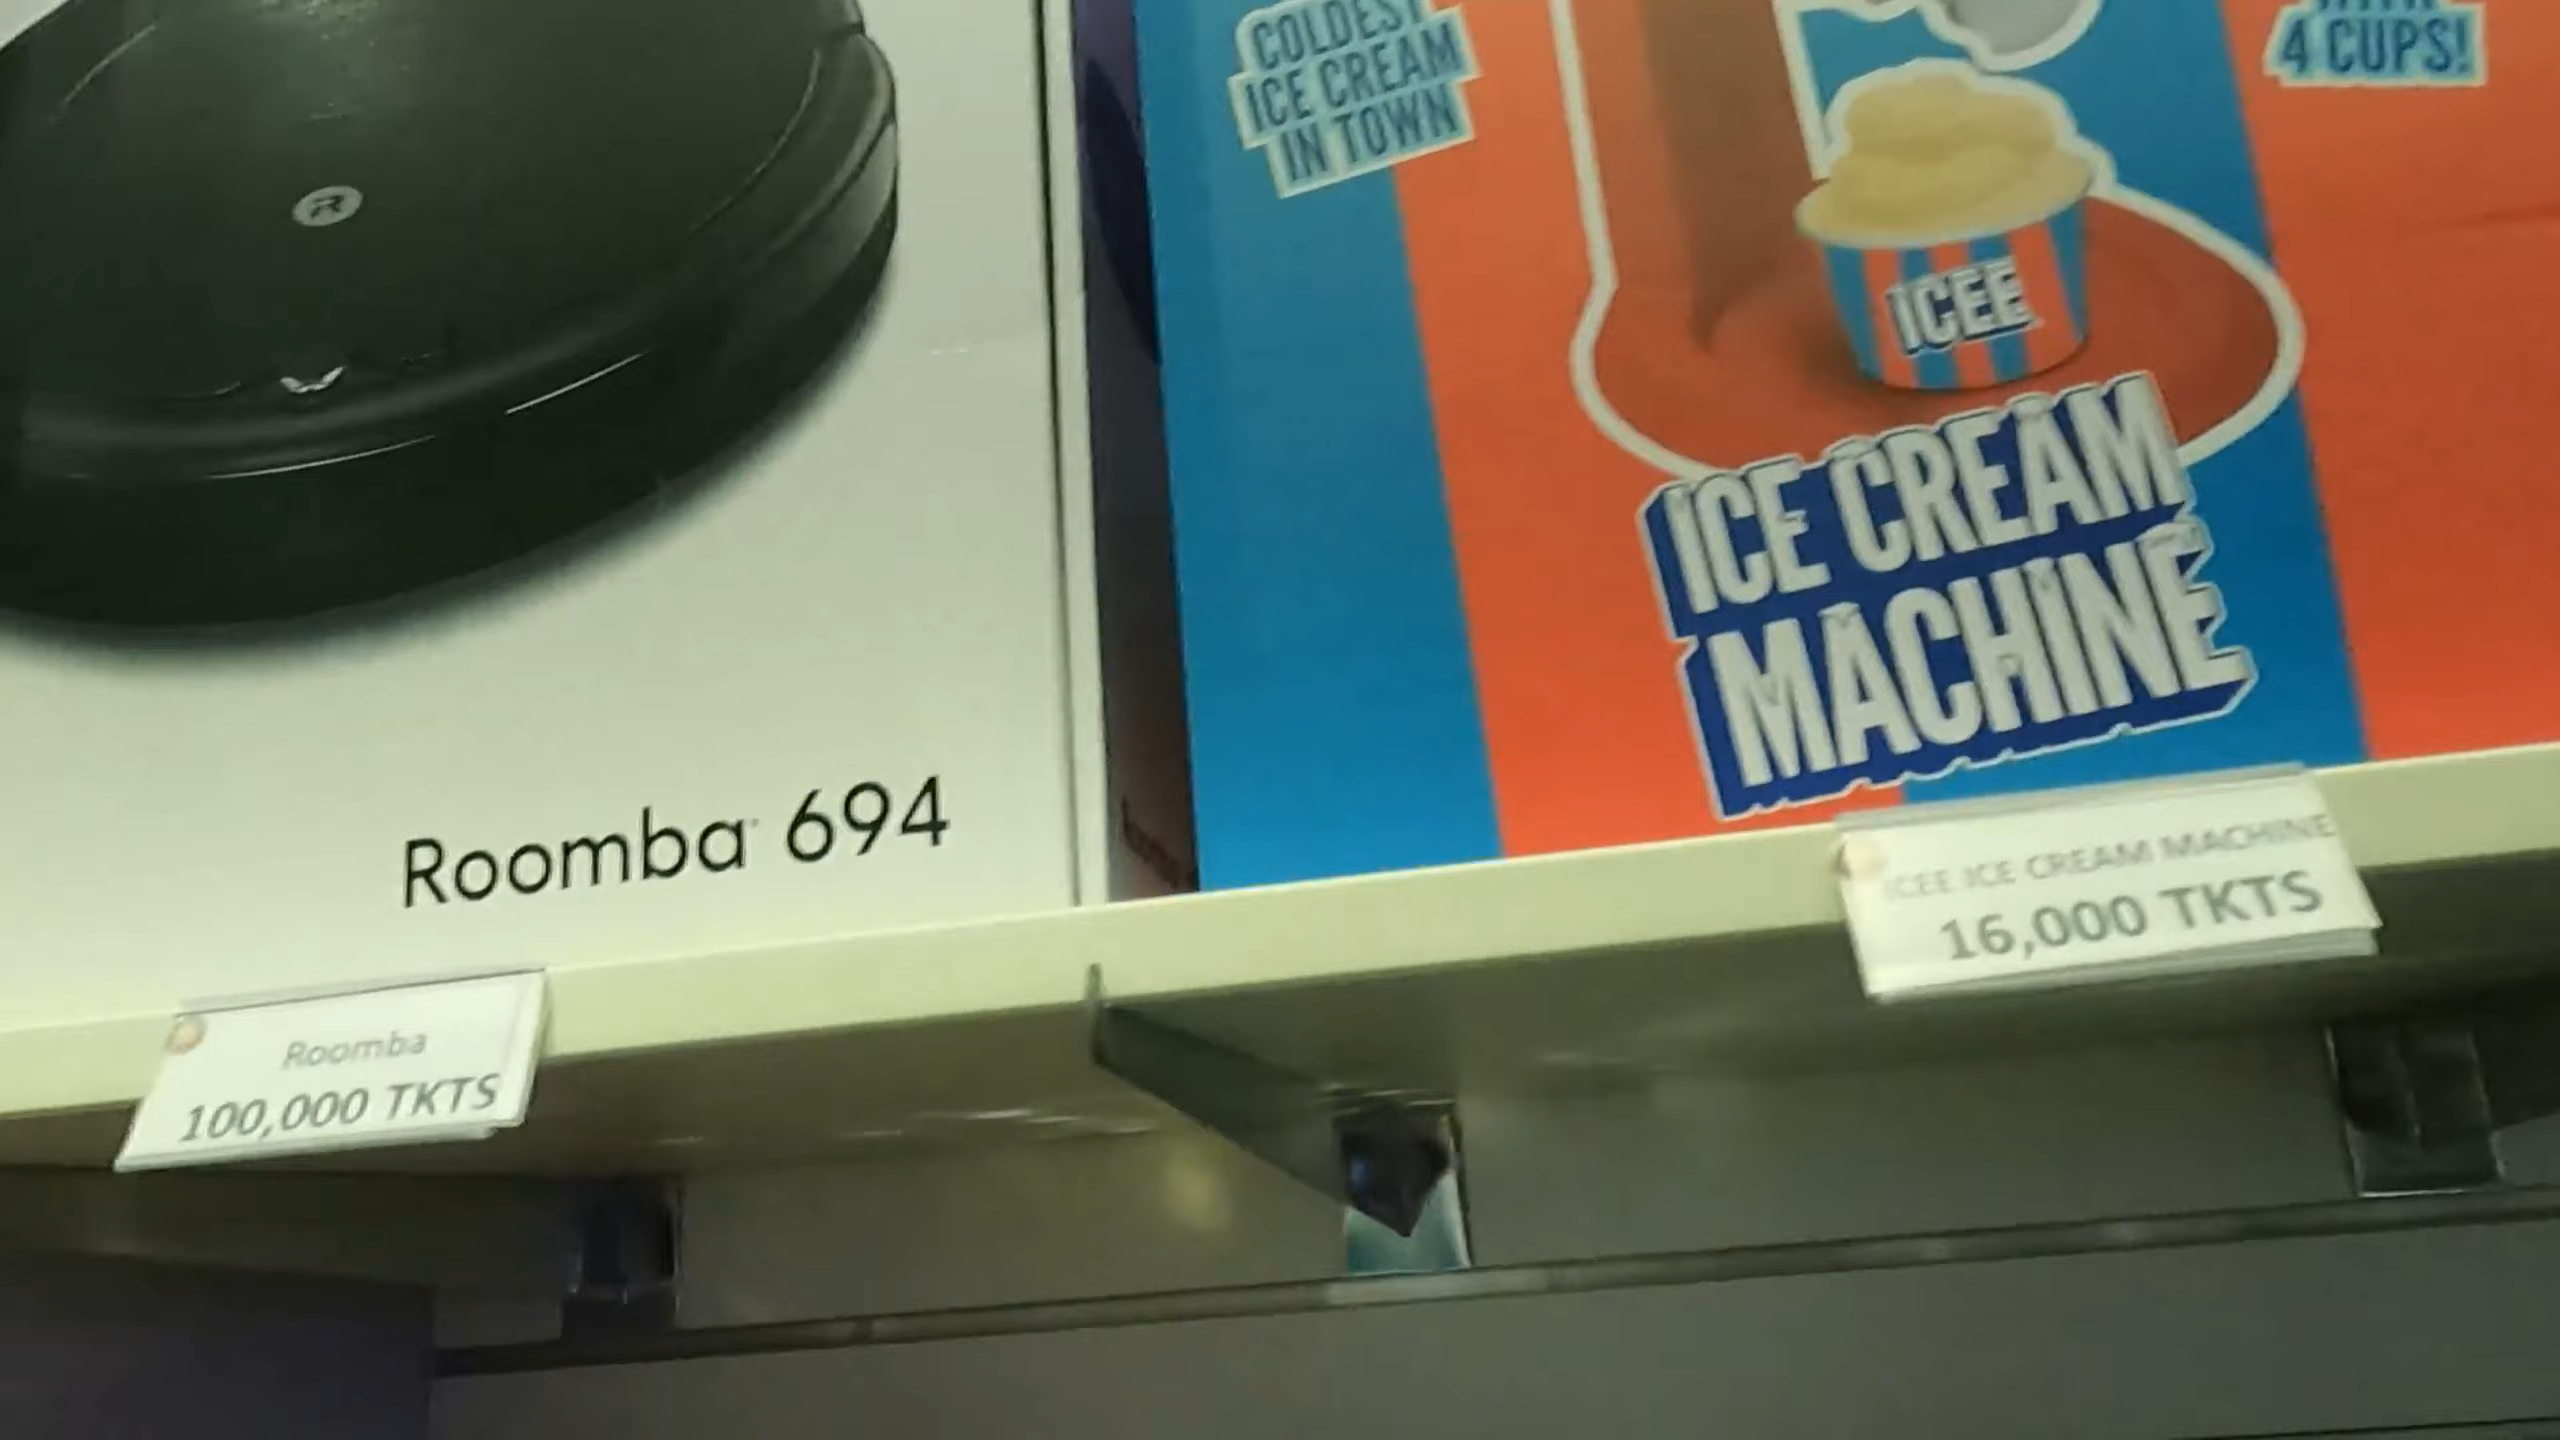 COLDEST
ICE CREAM
IN TOWN
4 CUPS!
ICEE
ICE CREAM
MACHINE
Roomba 694
ICEE ICE CREAM MACHINE
16,000 TKTS
Roomba
100,000 TKTS